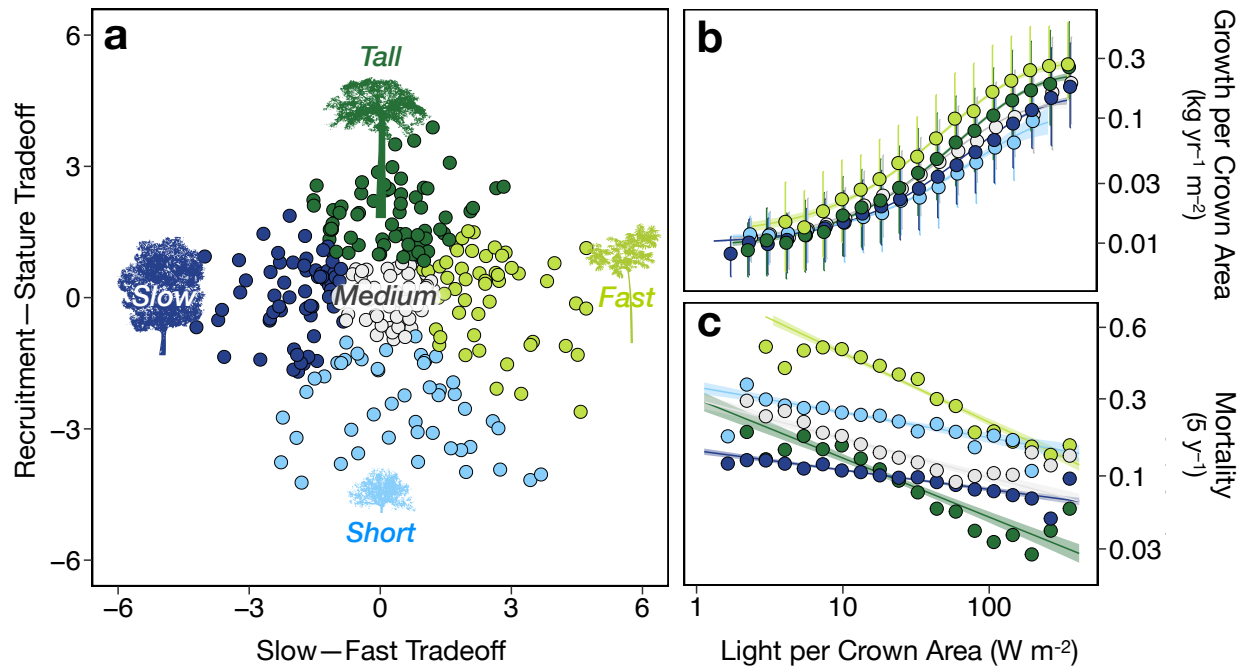 a
Tall
Slow
Medium
Fast
Short
6
3
0
−3
−6
−6
−3
0
3
6
Recruitment—Stature Tradeoff
Slow—Fast Tradeoff
b
0.3
0.1
0.03
0.01
Growth per Crown Area
(kg yr⁻¹ m⁻²)
c
0.6
0.3
0.1
0.03
Mortality
(5 y⁻¹)
1
10
100
Light per Crown Area (W m⁻²)